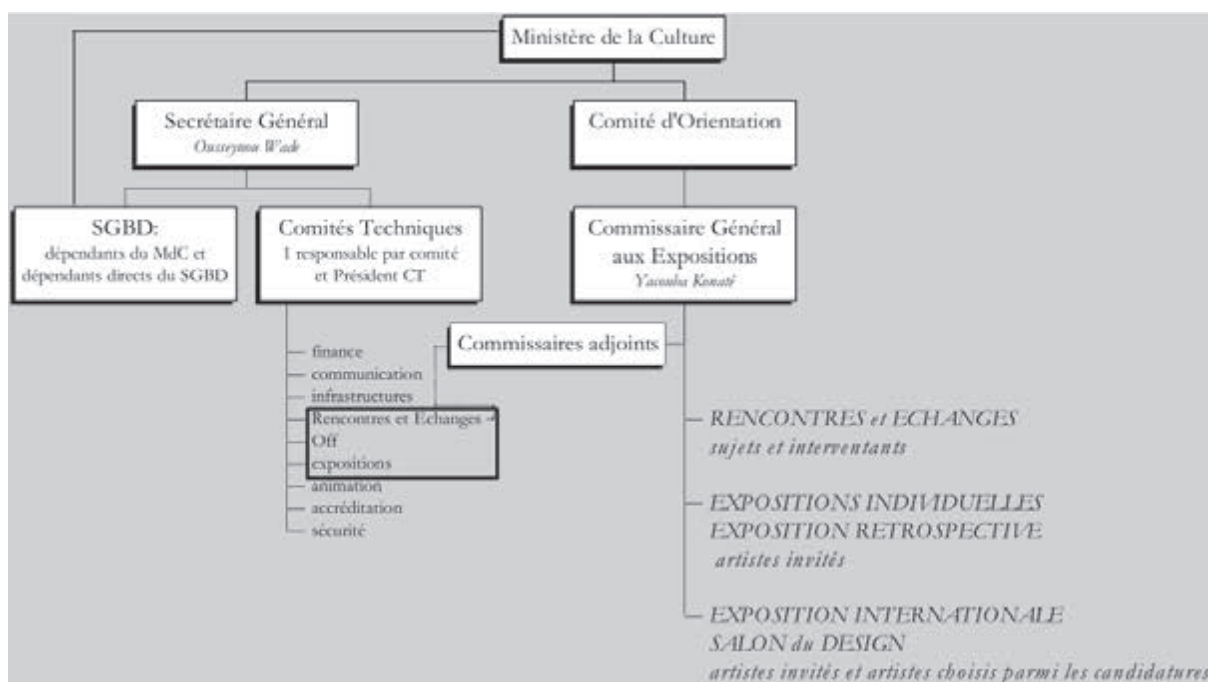 Ministère de la Culture
Secrétaire Général
Ousseynou Wade
Comité d'Orientation
SGBD:
dépendants du MdC et
dépendants directs du SGBD
Comités Techniques
1 responsable par comité
et Président CT
Commissaire Général
aux Expositions
Yacouba Konaté
Commissaires adjoints
finance
communication
infrastructures
Rencontres et Echanges
Off
expositions
animation
accréditation
sécurité
RENCONTRES et ECHANGES
sujets et intervenants
EXPOSITIONS INDIVIDUELLES
EXPOSITION RETROSPECTIVE
artistes invités
EXPOSITION INTERNATIONALE
SALON du DESIGN
artistes invités et artistes choisis parmi les candidatures